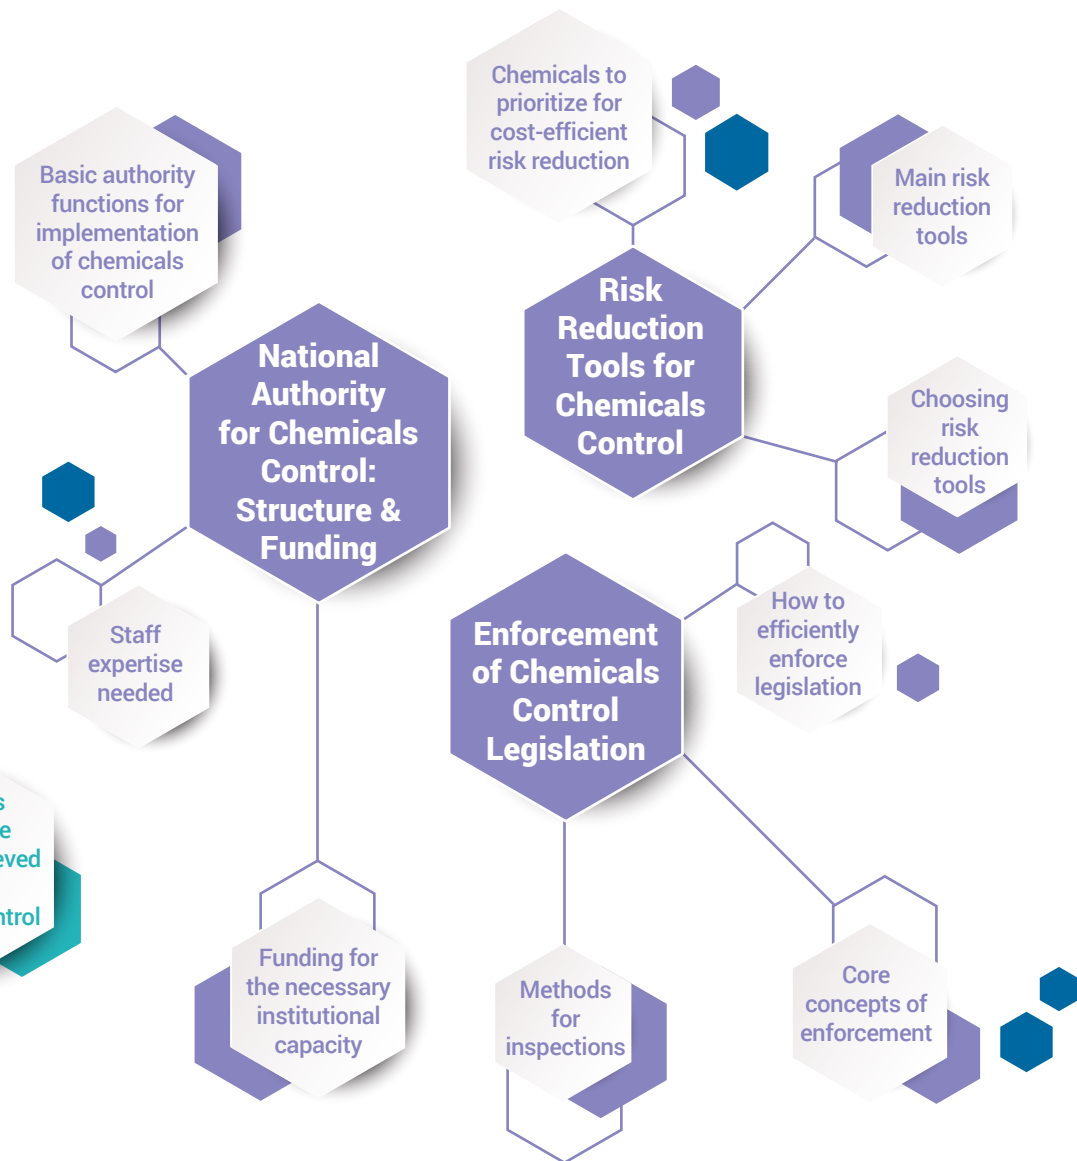 Chemicals to
prioritize for
cost-efficient
risk reduction
Basic authority
functions for
implementation
of chemicals
control
Main risk
reduction
tools
Risk
Reduction
Tools for
Chemicals
Control
National
Authority
for Chemicals
Control:
Structure &
Funding
Choosing
risk
reduction
tools
Staff
expertise
needed
Enforcement
of Chemicals
Control
Legislation
How to
efficiently
enforce
legislation
Funding for
the necessary
institutional
capacity
Methods
for
inspections
Core
concepts of
enforcement